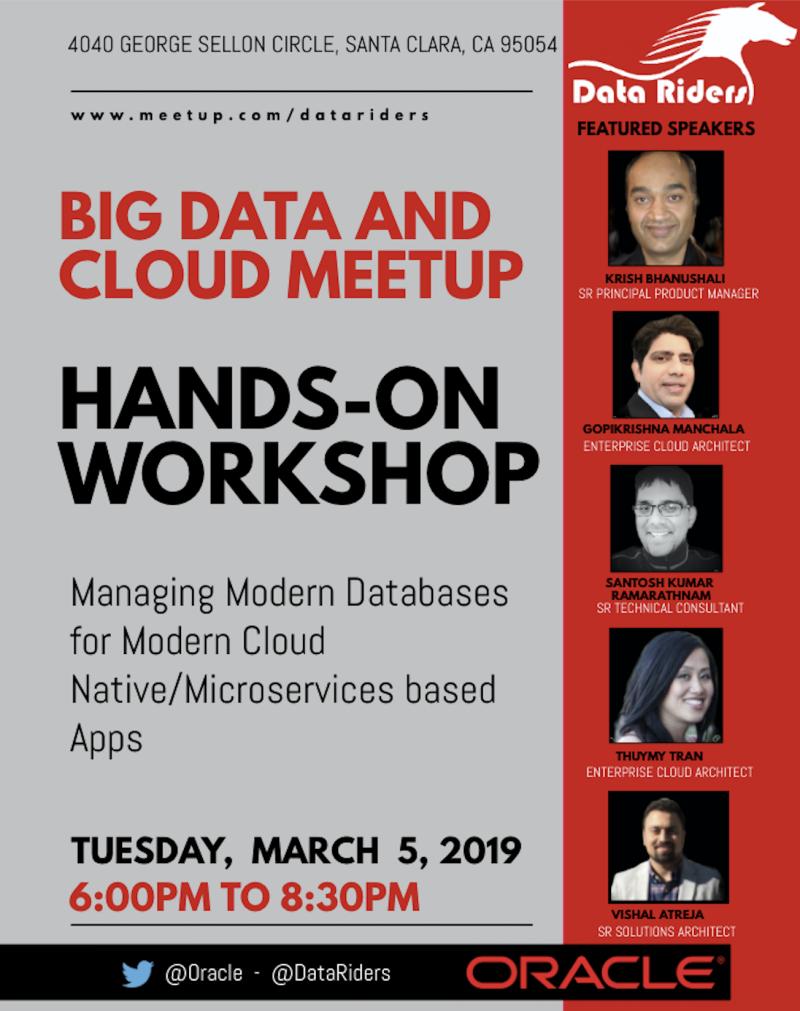 4040 GEORGE SELLON CIRCLE, SANTA CLARA, CA 95054
www.meetup.com/datariders
BIG DATA AND
CLOUD MEETUP
HANDS-ON
WORKSHOP
Managing Modern Databases
for Modern Cloud
Native/Microservices based
Apps
TUESDAY, MARCH 5, 2019
6:00PM TO 8:30PM
Data Riders
FEATURED SPEAKERS
KRISH BHANUSHALI
SR PRINCIPAL PRODUCT MANAGER
GOPIKRISHNA MANCHALA
ENTERPRISE CLOUD ARCHITECT
SANTOSH KUMAR
RAMARATHNAM
SR TECHNICAL CONSULTANT
THUYMY TRAN
ENTERPRISE CLOUD ARCHITECT
VISHAL ATREJA
SR SOLUTIONS ARCHITECT
@Oracle - @DataRiders
ORACLE®